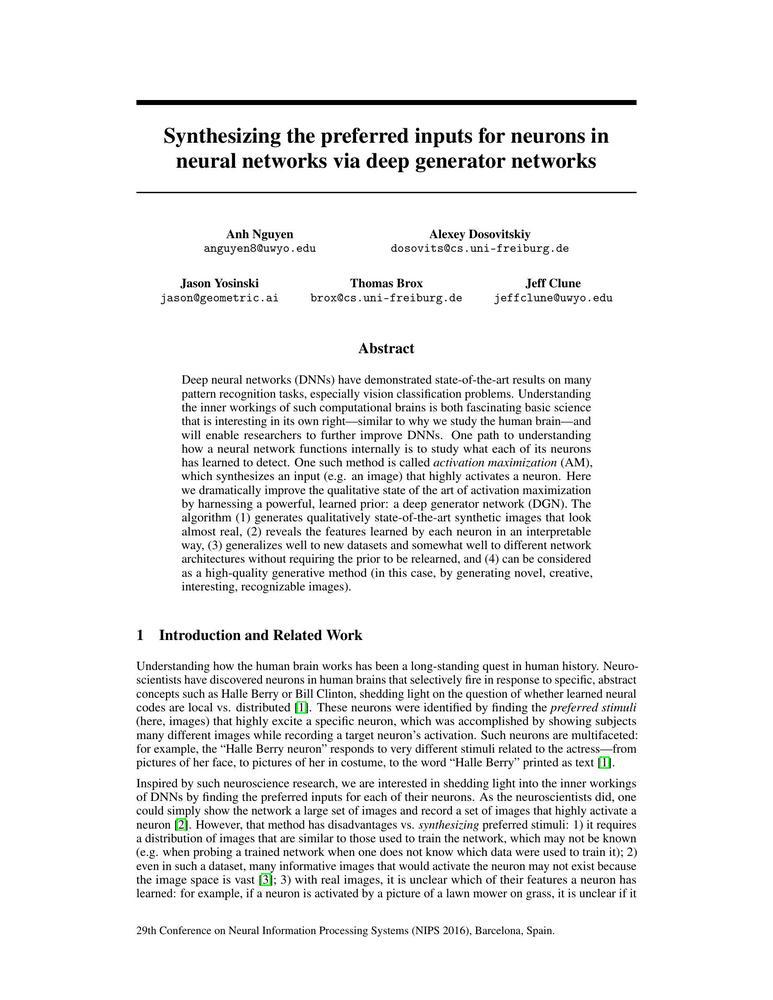 Synthesizing the preferred inputs for neurons in
neural networks via deep generator networks
Anh Nguyen
anguyen8@uwyo.edu
Alexey Dosovitskiy
dosovits@cs.uni-freiburg.de
Jason Yosinski
jason@geometric.ai
Thomas Brox
brox@cs.uni-freiburg.de
Jeff Clune
jeffclune@uwyo.edu
Abstract
Deep neural networks (DNNs) have demonstrated state-of-the-art results on many
pattern recognition tasks, especially vision classification problems. Understanding
the inner workings of such computational brains is both fascinating basic science
that is interesting in its own right—similar to why we study the human brain—and
will enable researchers to further improve DNNs. One path to understanding
how a neural network functions internally is to study what each of its neurons
has learned to detect. One such method is called activation maximization (AM),
which synthesizes an input (e.g. an image) that highly activates a neuron. Here
we dramatically improve the qualitative state of the art of activation maximization
by harnessing a powerful, learned prior: a deep generator network (DGN). The
algorithm (1) generates qualitatively state-of-the-art synthetic images that look
almost real, (2) reveals the features learned by each neuron in an interpretable
way, (3) generalizes well to new datasets and somewhat well to different network
architectures without requiring the prior to be relearned, and (4) can be considered
as a high-quality generative method (in this case, by generating novel, creative,
interesting, recognizable images).
1 Introduction and Related Work
Understanding how the human brain works has been a long-standing quest in human history. Neuro-
scientists have discovered neurons in human brains that selectively fire in response to specific, abstract
concepts such as Halle Berry or Bill Clinton, shedding light on the question of whether learned neural
codes are local vs. distributed [1]. These neurons were identified by finding the preferred stimuli
(here, images) that highly excite a specific neuron, which was accomplished by showing subjects
many different images while recording a target neuron's activation. Such neurons are multifaceted:
for example, the “Halle Berry neuron” responds to very different stimuli related to the actress—from
pictures of her face, to pictures of her in costume, to the word “Halle Berry” printed as text [1].
Inspired by such neuroscience research, we are interested in shedding light into the inner workings
of DNNs by finding the preferred inputs for each of their neurons. As the neuroscientists did, one
could simply show the network a large set of images and record a set of images that highly activate a
neuron [2]. However, that method has disadvantages vs. synthesizing preferred stimuli: 1) it requires
a distribution of images that are similar to those used to train the network, which may not be known
(e.g. when probing a trained network when one does not know which data were used to train it); 2)
even in such a dataset, many informative images that would activate the neuron may not exist because
the image space is vast [3]; 3) with real images, it is unclear which of their features a neuron has
learned: for example, if a neuron is activated by a picture of a lawn mower on grass, it is unclear if it
29th Conference on Neural Information Processing Systems (NIPS 2016), Barcelona, Spain.